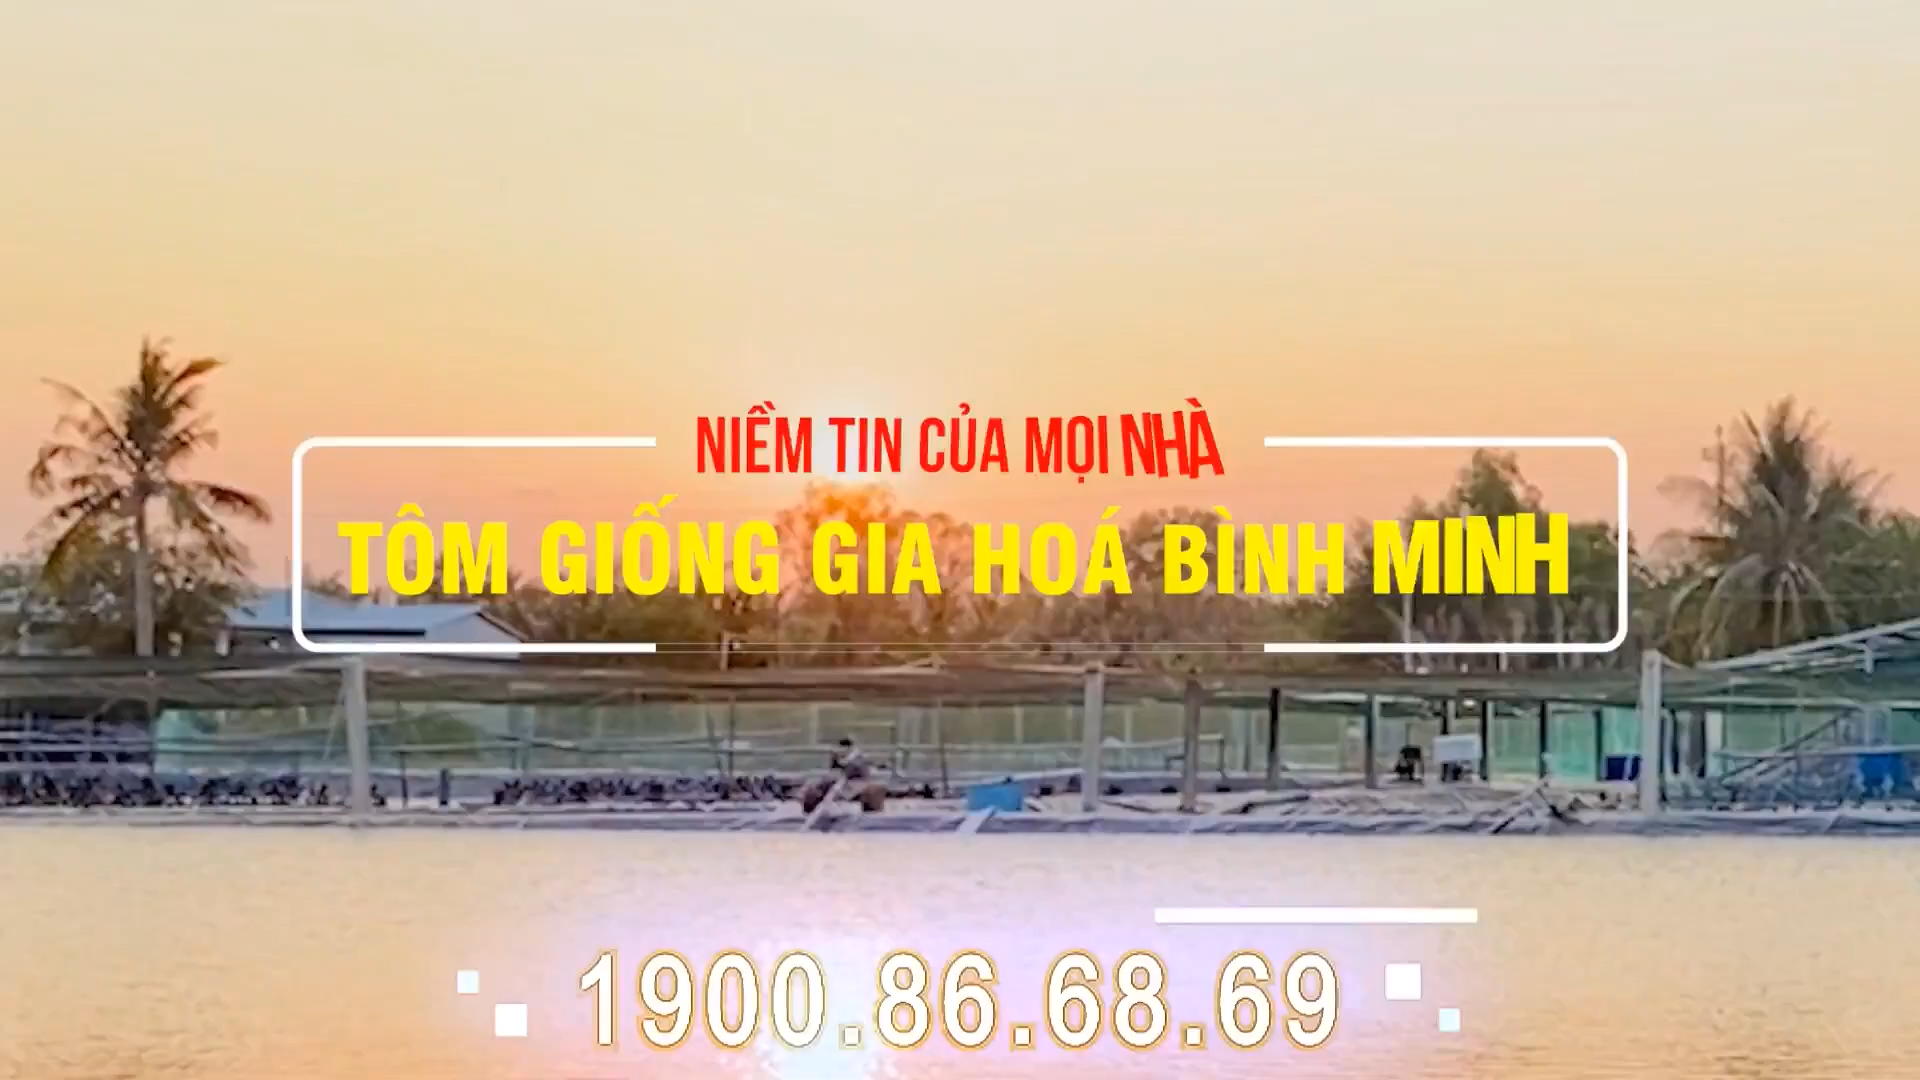 NIỀM TIN CỦA MỌI NHÀ
TÔM GIỐNG GIA HOÁ BÌNH MINH
1900.86.68.69